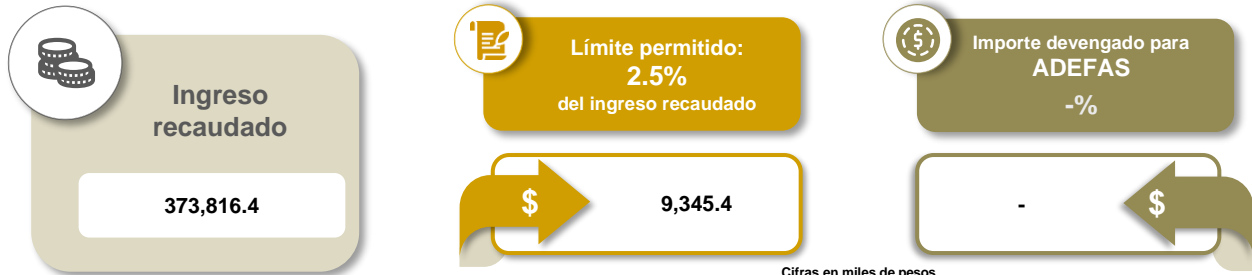 Ingreso
recaudado
373,816.4
Límite permitido:
2.5%
del ingreso recaudado
$
9,345.4
Importe devengado para
ADEFAS
-%
-
$
Cifras en miles de pesos